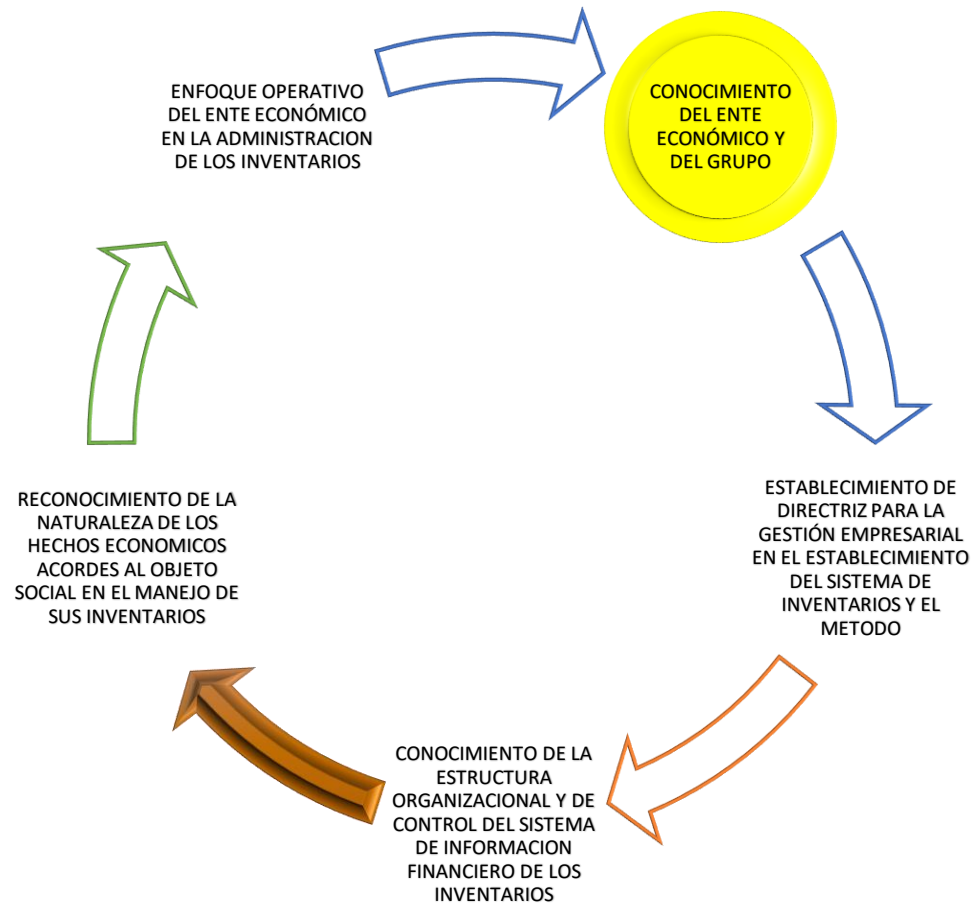 ENFOQUE OPERATIVO
DEL ENTE ECONÓMICO
EN LA ADMINISTRACION
DE LOS INVENTARIOS
CONOCIMIENTO
DEL ENTE
ECONÓMICO Y
DEL GRUPO
ESTABLECIMIENTO DE
DIRECTRIZ PARA LA
GESTIÓN EMPRESARIAL
EN EL ESTABLECIMIENTO
DEL SISTEMA DE
INVENTARIOS Y EL
METODO
CONOCIMIENTO DE LA
ESTRUCTURA
ORGANIZACIONAL Y DE
CONTROL DEL SISTEMA
DE INFORMACION
FINANCIERO DE LOS
INVENTARIOS
RECONOCIMIENTO DE LA
NATURALEZA DE LOS
HECHOS ECONOMICOS
ACORDES AL OBJETO
SOCIAL EN EL MANEJO DE
SUS INVENTARIOS